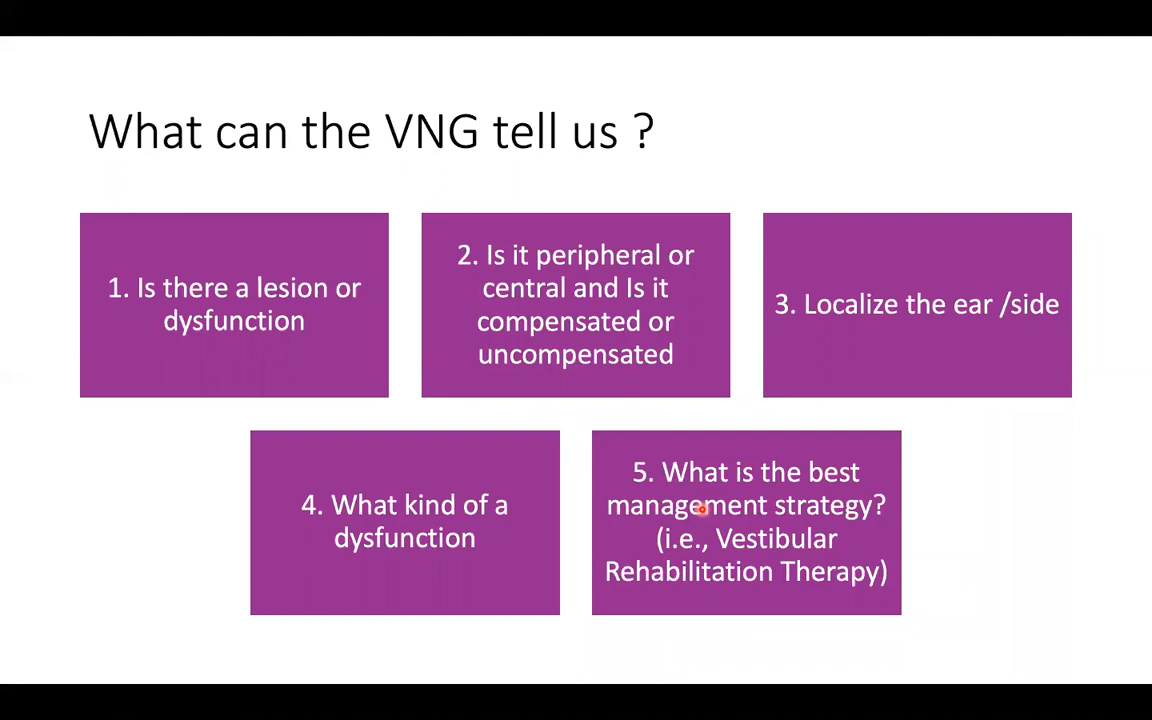 What can the VNG tell us ?
1. Is there a lesion or
dysfunction
2. Is it peripheral or
central and Is it
compensated or
uncompensated
3. Localize the ear /side
4. What kind of a
dysfunction
5. What is the best
management strategy?
(i.e., Vestibular
Rehabilitation Therapy)